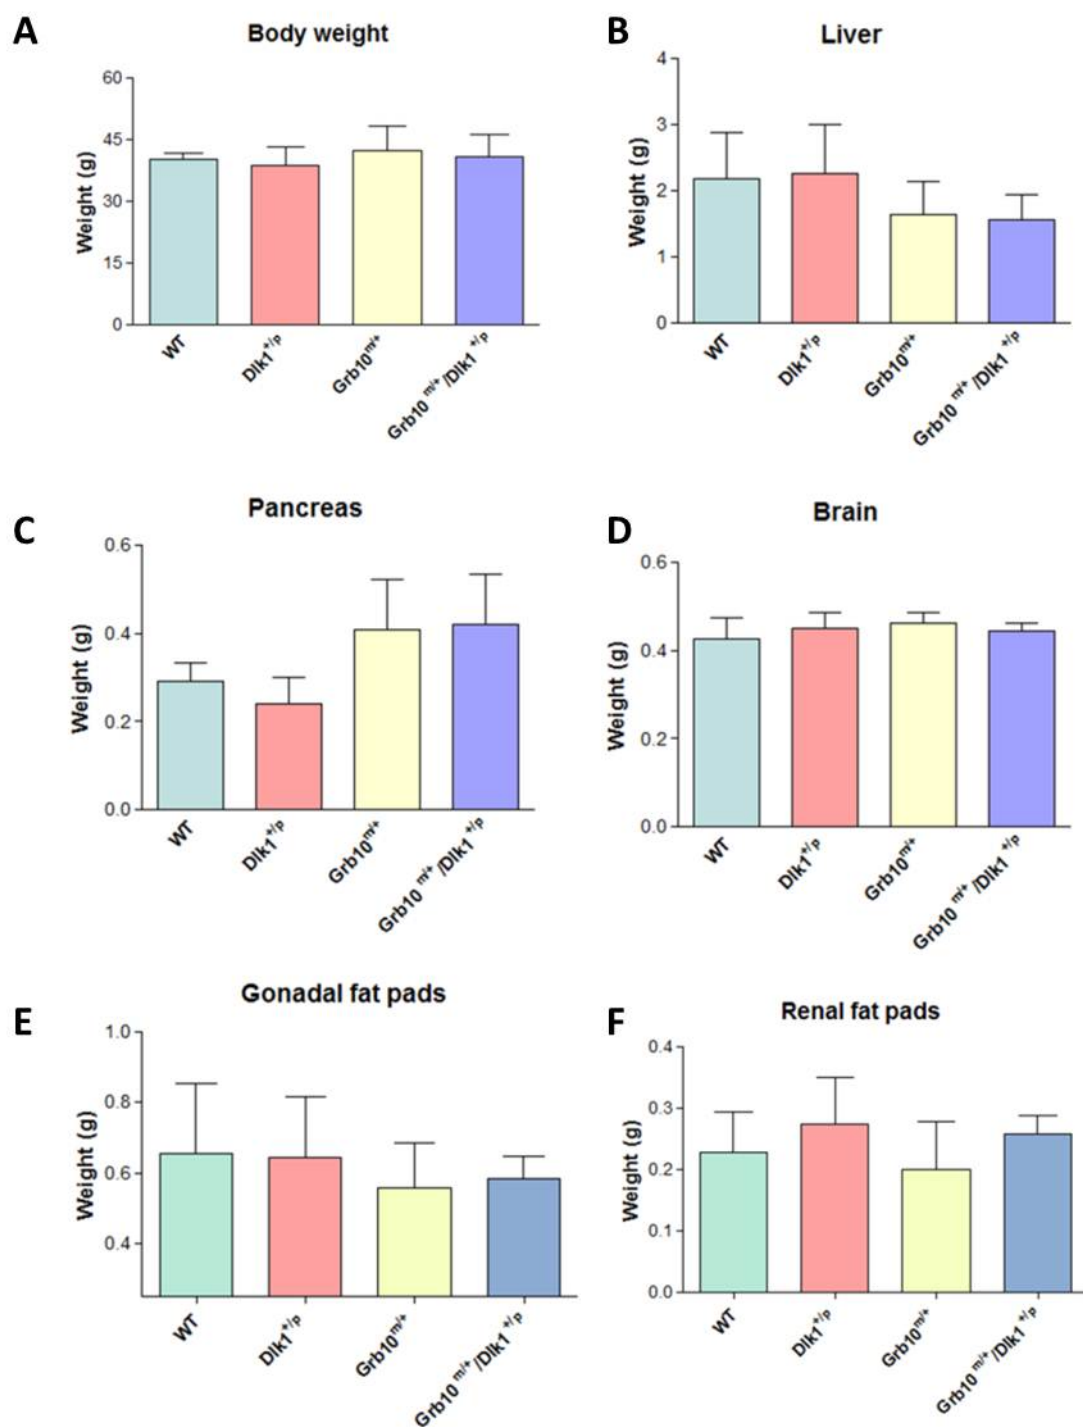 A
Body weight
Weight (g)
60
45
30
15
0
WT
Dlk1+/p
Grb10m/+
Grb10 m/+ /Dlk1 +/p
B
Liver
Weight (g)
4
3
2
1
0
WT
Dlk1+/p
Grb10m/+
Grb10 m/+ /Dlk1 +/p
C
Pancreas
Weight (g)
0.6
0.4
0.2
0.0
WT
Dlk1+/p
Grb10m/+
Grb10 m/+ /Dlk1 +/p
D
Brain
Weight (g)
0.6
0.4
0.2
0.0
WT
Dlk1+/p
Grb10m/+
Grb10 m/+ /Dlk1 +/p
E
Gonadal fat pads
Weight (g)
1.0
0.8
0.6
0.4
WT
Dlk1+/p
Grb10m/+
Grb10 m/+/Dlk1+/p
F
Renal fat pads
Weight (g)
0.4
0.3
0.2
0.1
0.0
WT
Dlk1+/p
Grb10m/+
Grb10 m/+/Dlk1+/p